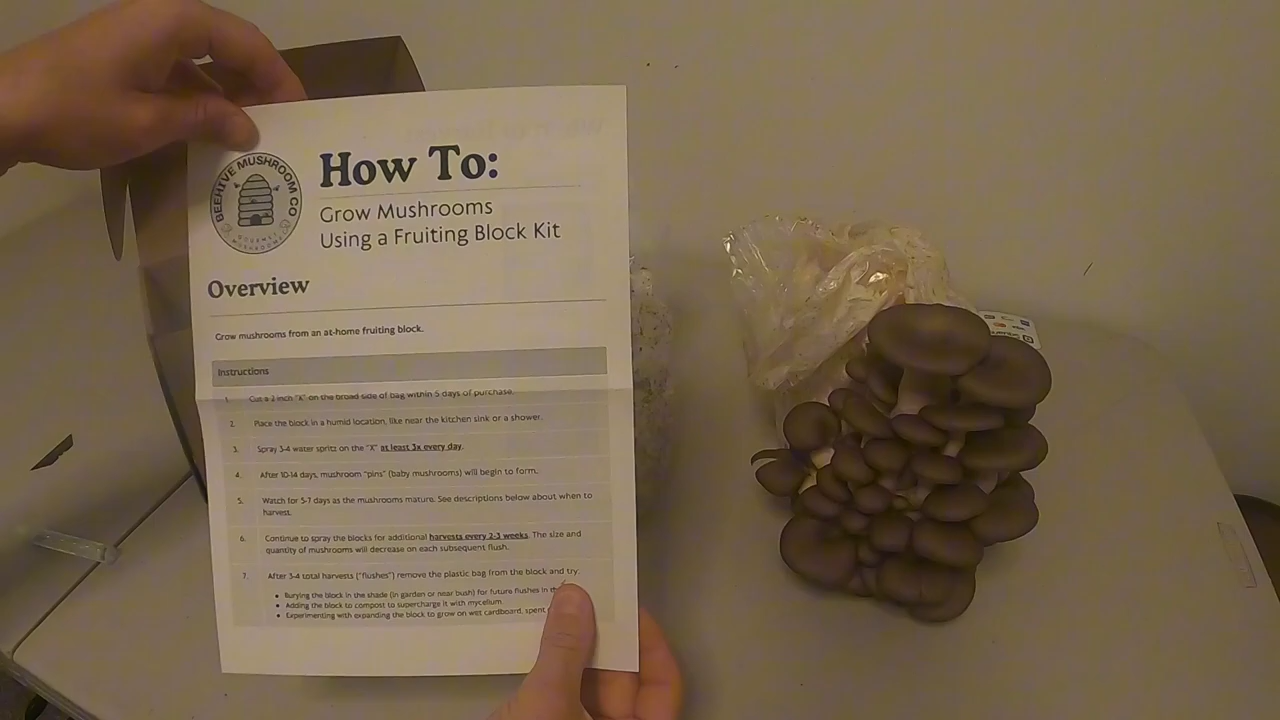 BEEHIVE MUSHROOM CO
GOURMET
MUSHROOMS
How To:
Grow Mushrooms
Using a Fruiting Block Kit
Overview
Grow mushrooms from an at-home fruiting block.
Instructions
1. Cut a 2 inch "X" on the broad side of bag within 5 days of purchase.
2. Place the block in a humid location, like near the kitchen sink or a shower.
3. Spray 3-4 water spritz on the "X" at least 3x every day.
4. After 10-14 days, mushroom "pins" (baby mushrooms) will begin to form.
5. Watch for 5-7 days as the mushrooms mature. See descriptions below about when to
harvest.
6. Continue to spray the blocks for additional harvests every 2-3 weeks. The size and
quantity of mushrooms will decrease on each subsequent flush.
7. After 3-4 total harvests ("flushes") remove the plastic bag from the block and try:
• Burying the block in the shade (in garden or near bush) for future flushes in
• Adding the block to compost to supercharge it with mycelium
• Experimenting with expanding the block to grow on wet cardboard, spent